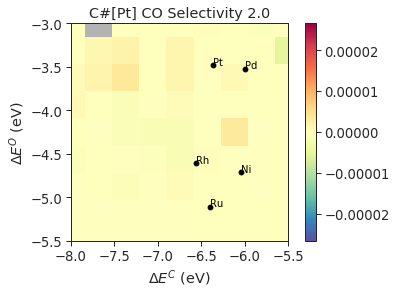 C#[Pt] CO Selectivity 2.0
−3.0
−3.5
−4.0
−4.5
−5.0
−5.5
ΔE^O (eV)
Pt
Pd
Rh
Ni
Ru
−8.0 −7.5 −7.0 −6.5 −6.0 −5.5
ΔE^C (eV)
0.00002
0.00001
0.00000
−0.00001
−0.00002